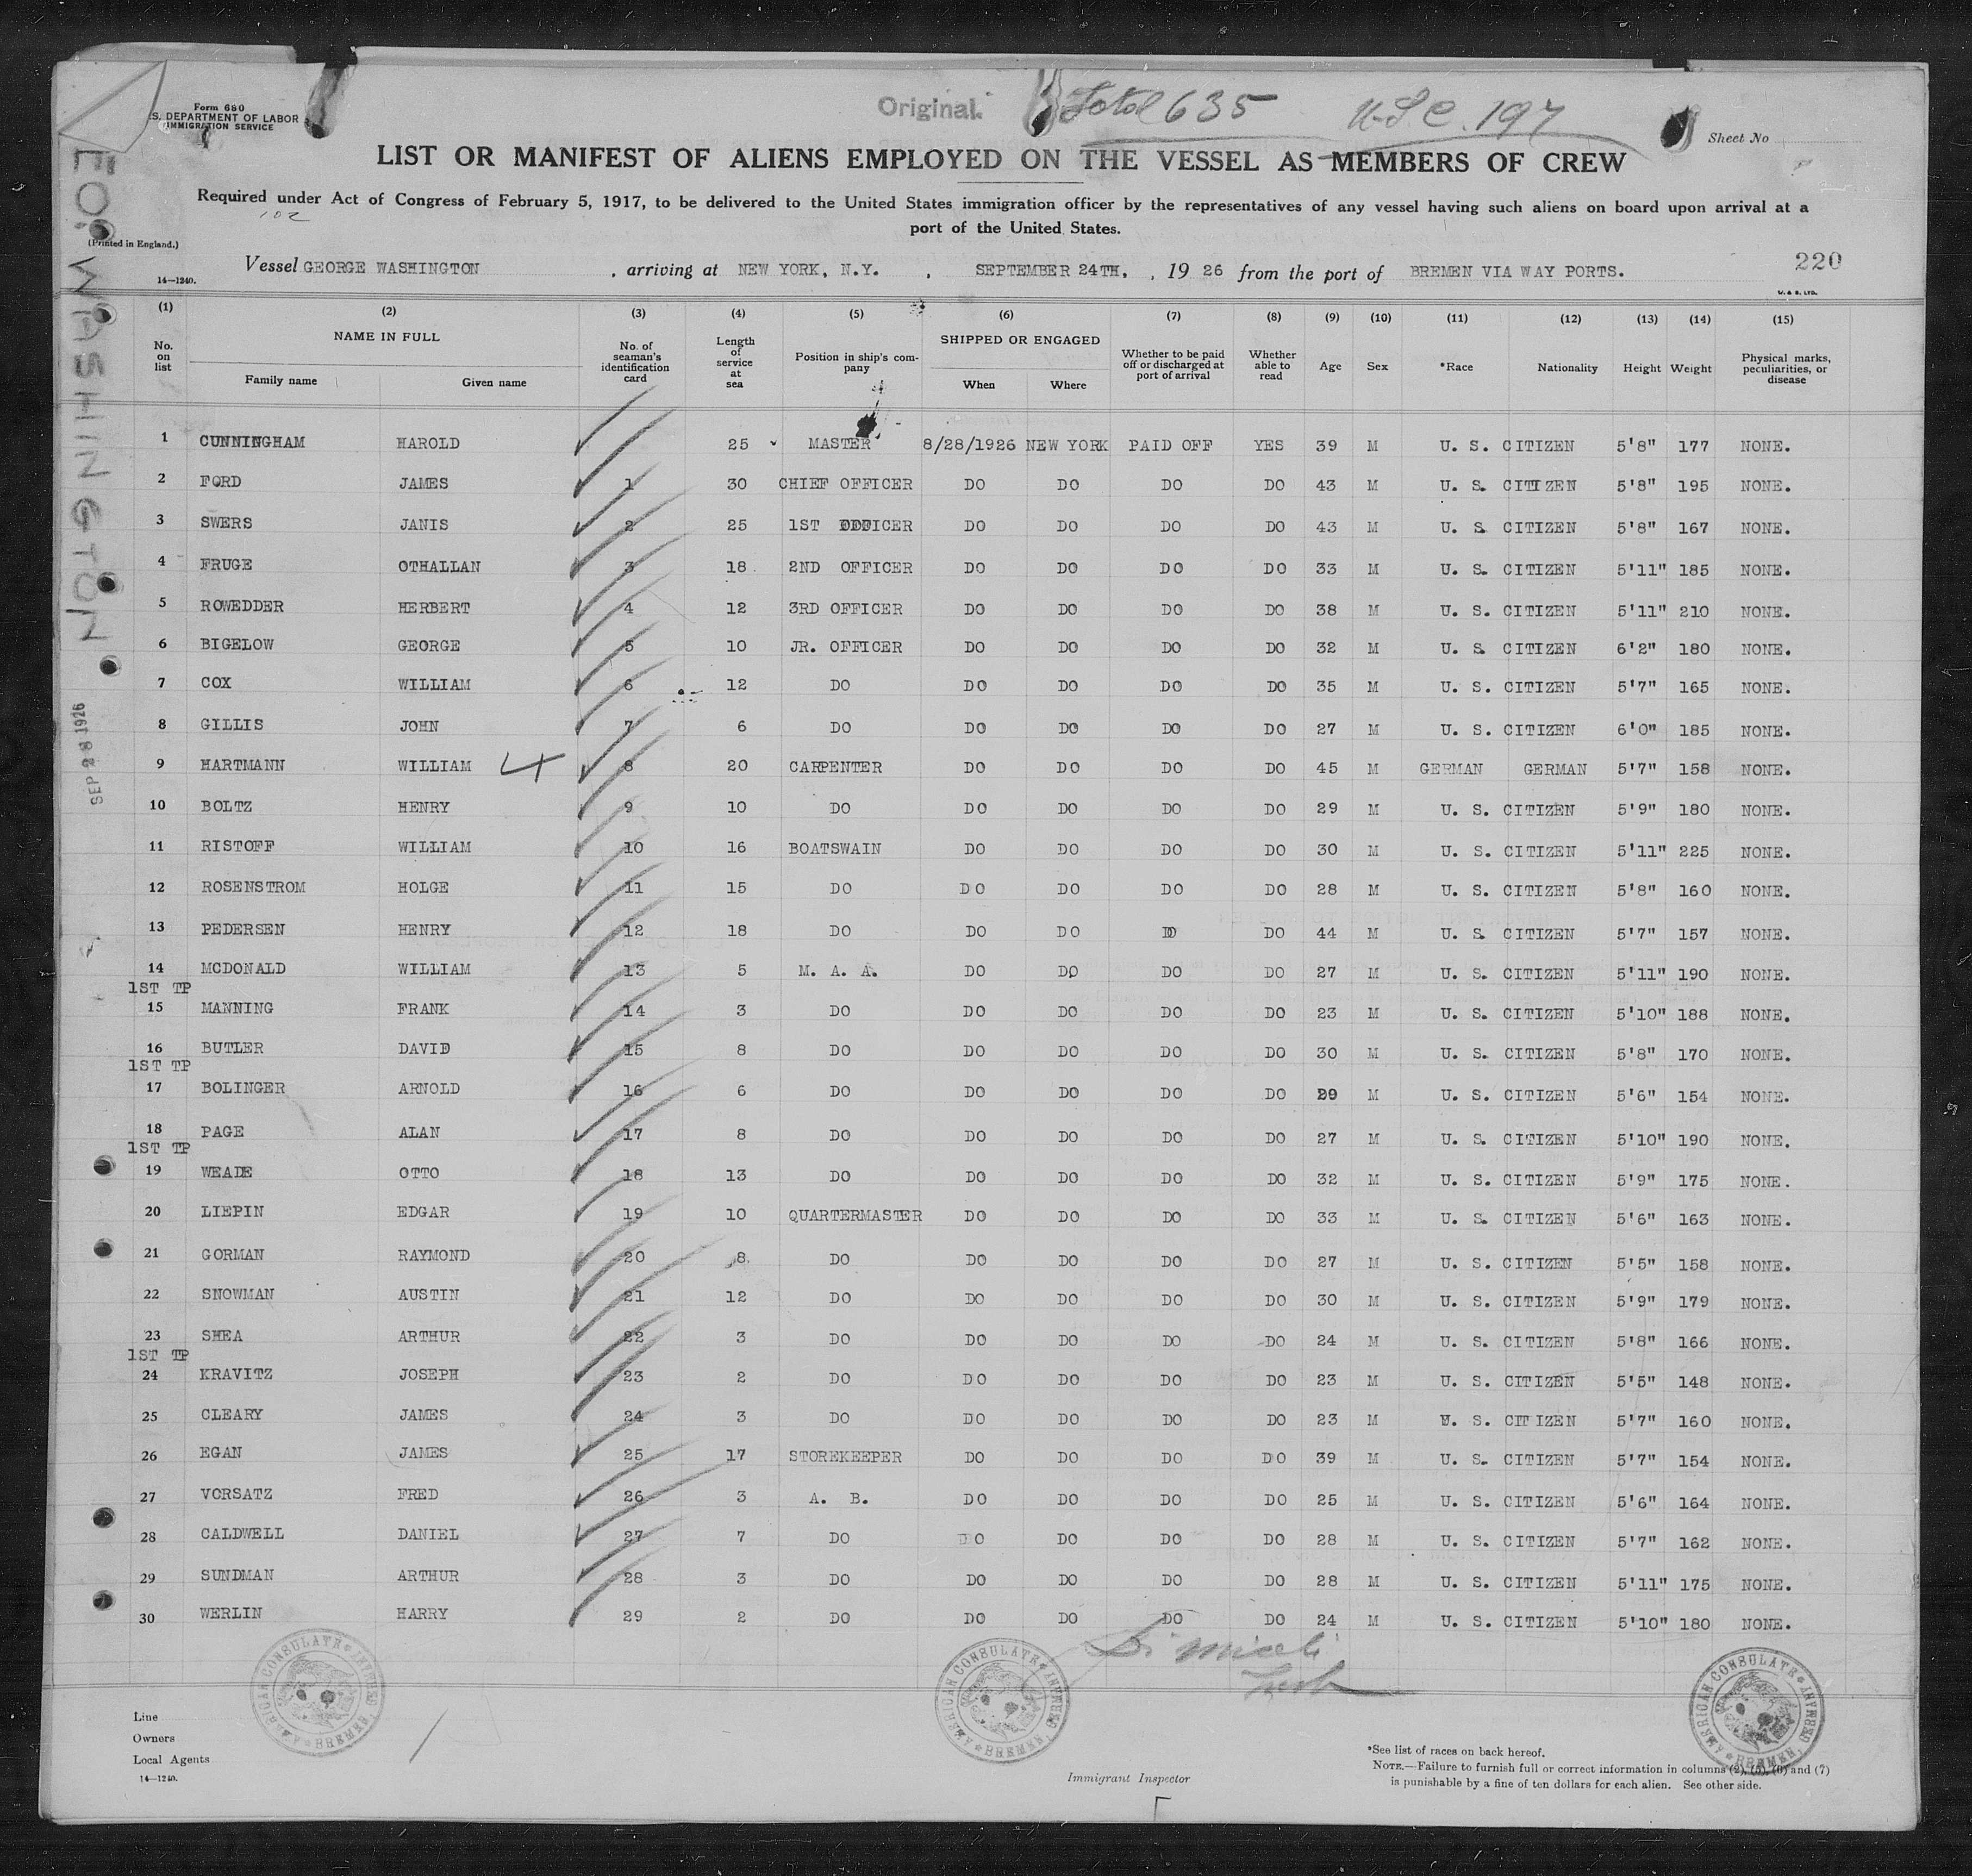 Form 680
S. DEPARTMENT OF LABOR
IMMIGRATION SERVICE
Original.
Total 635
U.S.C. 197
Sheet No
LIST OR MANIFEST OF ALIENS EMPLOYED ON THE VESSEL AS MEMBERS OF CREW
Required under Act of Congress of February 5, 1917, to be delivered to the United States immigration officer by the representatives of any vessel having such aliens on board upon arrival at a
102
port of the United States.
(Printed in England.)
14—1240.
Vessel GEORGE WASHINGTON , arriving at NEW YORK, N.Y. , SEPTEMBER 24TH, , 19 26 from the port of BREMEN VIA WAY PORTS.
220
U. & S. LTD.
GEO. WASHINGTON
SEP 28 1926
(1) (2) (3) (4) (5) (6) (7) (8) (9) (10) (11) (12) (13) (14) (15)
No. on list NAME IN FULL Family name Given name No. of seaman's identification card Length of service at sea Position in ship's company SHIPPED OR ENGAGED When Where Whether to be paid off or discharged at port of arrival Whether able to read Age Sex *Race Nationality Height Weight Physical marks, peculiarities, or disease
1 CUNNINGHAM HAROLD 25 MASTER 8/28/1926 NEW YORK PAID OFF YES 39 M U. S. CITIZEN 5'8" 177 NONE.
2 FORD JAMES 1 30 CHIEF OFFICER DO DO DO DO 43 M U. S. CITIZEN 5'8" 195 NONE.
3 SWERS JANIS 2 25 1ST OFFICER DO DO DO DO 43 M U. S CITIZEN 5'8" 167 NONE.
4 FRUGE OTHALLAN 3 18 2ND OFFICER DO DO DO DO 33 M U. S. CITIZEN 5'11" 185 NONE.
5 ROWEDDER HERBERT 4 12 3RD OFFICER DO DO DO DO 38 M U. S. CITIZEN 5'11" 210 NONE.
6 BIGELOW GEORGE 5 10 JR. OFFICER DO DO DO DO 32 M U. S CITIZEN 6'2" 180 NONE.
7 COX WILLIAM 6 12 DO DO DO DO DO 35 M U. S. CITIZEN 5'7" 165 NONE.
8 GILLIS JOHN 7 6 DO DO DO DO DO 27 M U. S. CITIZEN 6'0" 185 NONE.
9 HARTMANN WILLIAM 8 20 CARPENTER DO DO DO DO 45 M GERMAN GERMAN 5'7" 158 NONE.
10 BOLTZ HENRY 9 10 DO DO DO DO DO 29 M U. S. CITIZEN 5'9" 180 NONE.
11 RISTOFF WILLIAM 10 16 BOATSWAIN DO DO DO DO 30 M U. S. CITIZEN 5'11" 225 NONE.
12 ROSENSTROM HOLGE 11 15 DO DO DO DO DO 28 M U. S. CITIZEN 5'8" 160 NONE.
13 PEDERSEN HENRY 12 18 DO DO DO DO DO 44 M U. S. CITIZEN 5'7" 157 NONE.
14 MCDONALD WILLIAM 13 5 M. A. A. DO DO DO DO 27 M U. S. CITIZEN 5'11" 190 NONE.
1ST TP
15 MANNING FRANK 14 3 DO DO DO DO DO 23 M U. S. CITIZEN 5'10" 188 NONE.
16 BUTLER DAVID 15 8 DO DO DO DO DO 30 M U. S. CITIZEN 5'8" 170 NONE.
1ST TP
17 BOLINGER ARNOLD 16 6 DO DO DO DO DO 29 M U. S. CITIZEN 5'6" 154 NONE.
18 PAGE ALAN 17 8 DO DO DO DO DO 27 M U. S. CITIZEN 5'10" 190 NONE.
1ST TP
19 WEADE OTTO 18 13 DO DO DO DO DO 32 M U. S. CITIZEN 5'9" 175 NONE.
20 LIEPIN EDGAR 19 10 QUARTERMASTER DO DO DO DO 33 M U. S. CITIZEN 5'6" 163 NONE.
21 GORMAN RAYMOND 20 8. DO DO DO DO DO 27 M U. S. CITIZEN 5'5" 158 NONE.
22 SNOWMAN AUSTIN 21 12 DO DO DO DO DO 30 M U. S. CITIZEN 5'9" 179 NONE.
23 SHEA ARTHUR 22 3 DO DO DO DO DO 24 M U. S. CITIZEN 5'8" 166 NONE.
1ST TP
24 KRAVITZ JOSEPH 23 2 DO DO DO DO DO 23 M U. S. CITIZEN 5'5" 148 NONE.
25 CLEARY JAMES 24 3 DO DO DO DO DO 23 M U. S. CITIZEN 5'7" 160 NONE.
26 EGAN JAMES 25 17 STOREKEEPER DO DO DO DO 39 M U. S. CITIZEN 5'7" 154 NONE.
27 VORSATZ FRED 26 3 A. B. DO DO DO DO 25 M U. S. CITIZEN 5'6" 164 NONE.
28 CALDWELL DANIEL 27 7 DO DO DO DO DO 28 M U. S. CITIZEN 5'7" 162 NONE.
29 SUNDMAN ARTHUR 28 3 DO DO DO DO DO 28 M U. S. CITIZEN 5'11" 175 NONE.
30 WERLIN HARRY 29 2 DO DO DO DO DO 24 M U. S. CITIZEN 5'10" 180 NONE.
AMERICAN CONSULATE BREMEN, GERMANY
AMERICAN CONSULATE BREMEN, GERMANY
AMERICAN CONSULATE BREMEN, GERMANY
Di Miceli
Line
Owners
Local Agents
14—1240.
Immigrant Inspector
*See list of races on back hereof.
NOTE.—Failure to furnish full or correct information in columns (2), (5), (6) and (7)
is punishable by a fine of ten dollars for each alien. See other side.